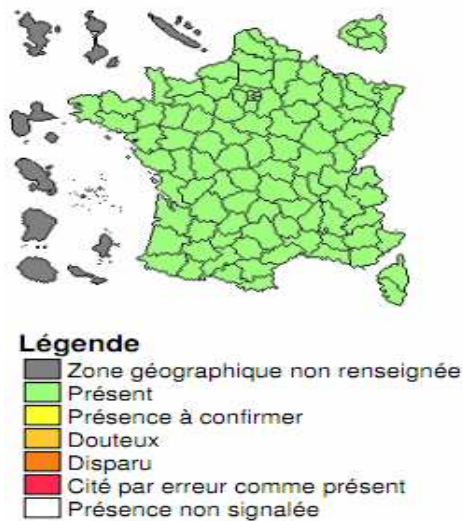 Légende
Zone géographique non renseignée
Présent
Présence à confirmer
Douteux
Disparu
Cité par erreur comme présent
Présence non signalée